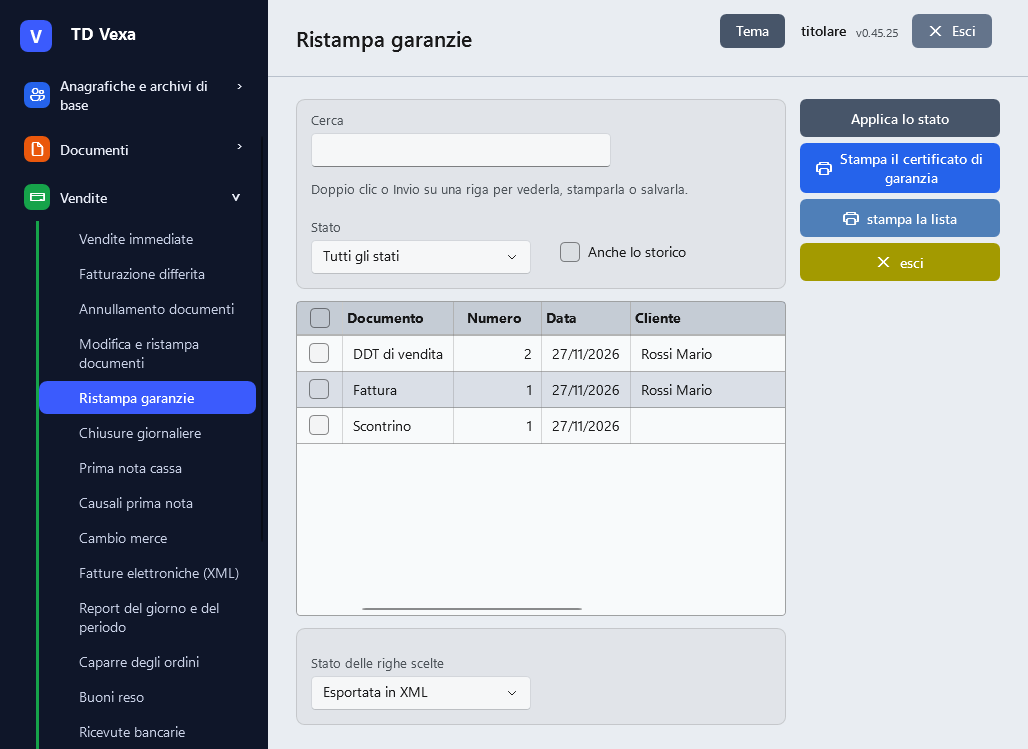 V
TD Vexa
Anagrafiche e archivi di
base
Documenti
Vendite
Vendite immediate
Fatturazione differita
Annullamento documenti
Modifica e ristampa
documenti
Ristampa garanzie
Chiusure giornaliere
Prima nota cassa
Causali prima nota
Cambio merce
Fatture elettroniche (XML)
Report del giorno e del
periodo
Caparre degli ordini
Buoni reso
Ricevute bancarie
Ristampa garanzie
Tema
titolare v0.45.25
Esci
Cerca
Doppio clic o Invio su una riga per vederla, stamparla o salvarla.
Stato
Tutti gli stati
Anche lo storico
Applica lo stato
Stampa il certificato di
garanzia
stampa la lista
esci
Documento Numero Data Cliente
DDT di vendita 2 27/11/2026 Rossi Mario
Fattura 1 27/11/2026 Rossi Mario
Scontrino 1 27/11/2026
Stato delle righe scelte
Esportata in XML